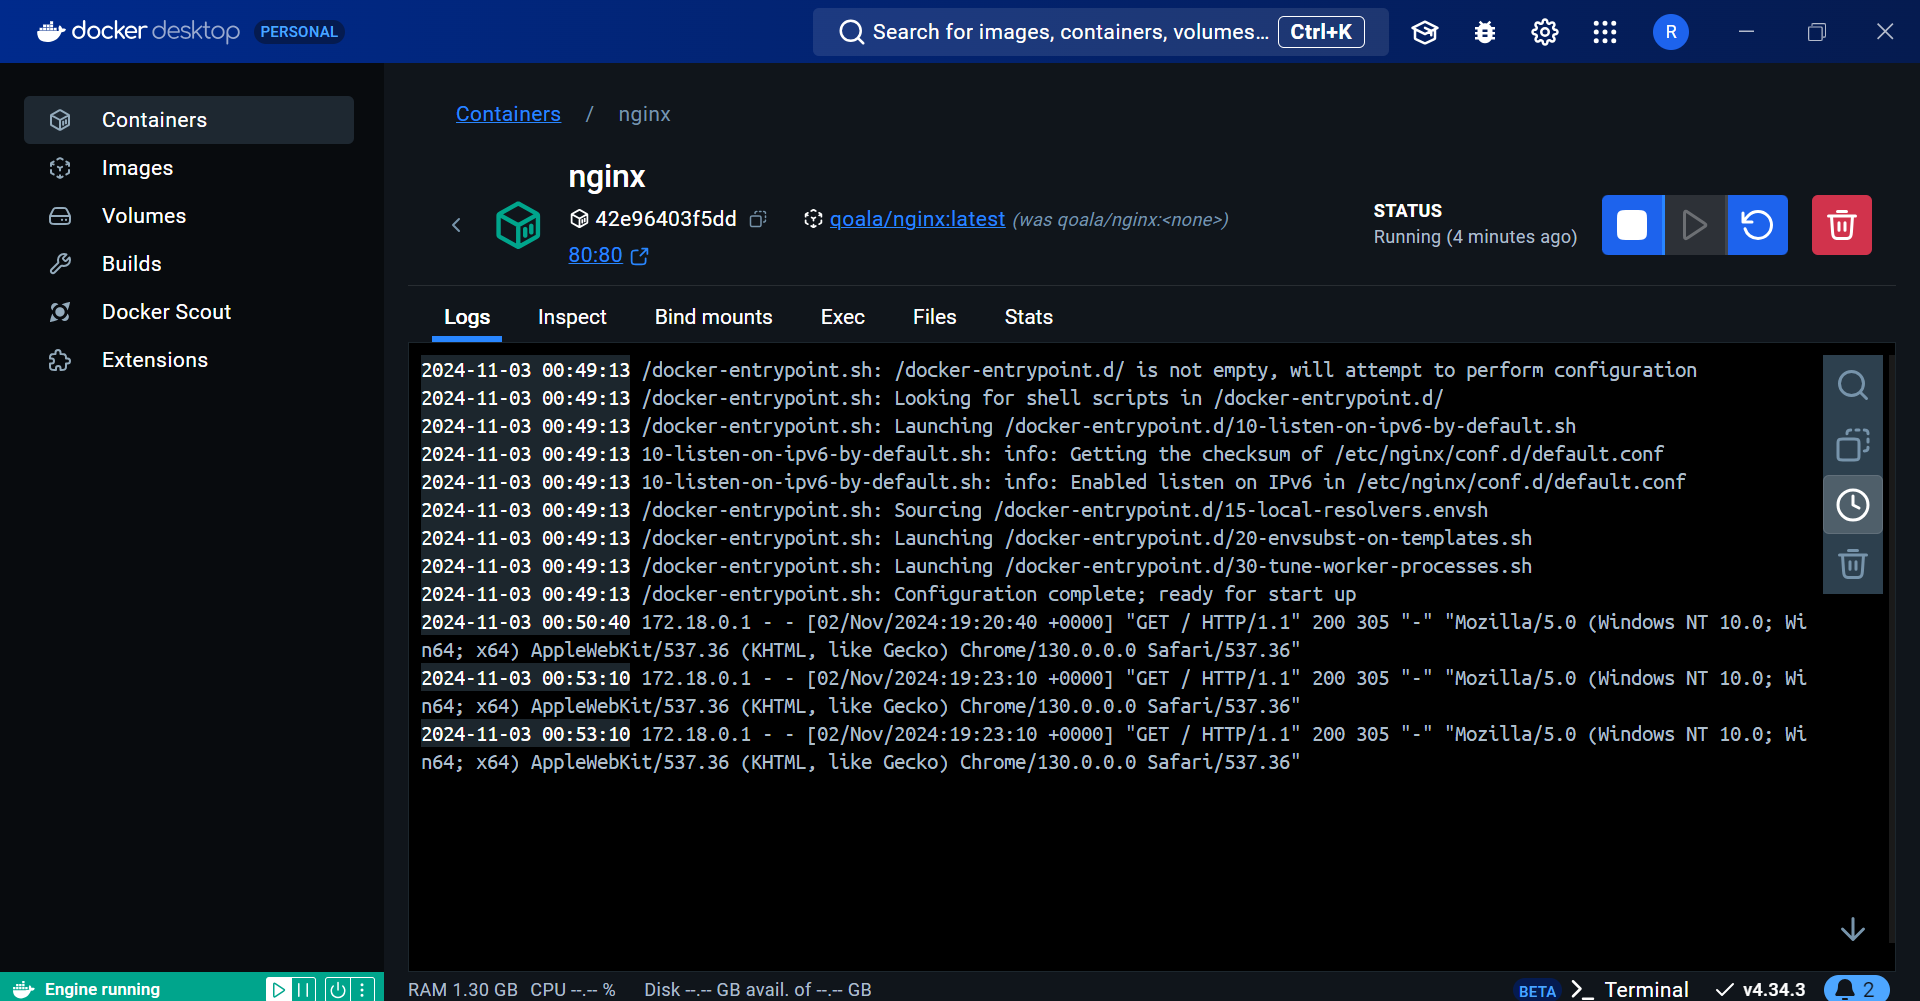 docker desktop PERSONAL
Search for images, containers, volumes... Ctrl+K
R
Containers
Images
Volumes
Builds
Docker Scout
Extensions
Containers / nginx
nginx
42e96403f5dd qoala/nginx:latest (was qoala/nginx:<none>)
80:80
STATUS
Running (4 minutes ago)
Logs Inspect Bind mounts Exec Files Stats
2024-11-03 00:49:13 /docker-entrypoint.sh: /docker-entrypoint.d/ is not empty, will attempt to perform configuration
2024-11-03 00:49:13 /docker-entrypoint.sh: Looking for shell scripts in /docker-entrypoint.d/
2024-11-03 00:49:13 /docker-entrypoint.sh: Launching /docker-entrypoint.d/10-listen-on-ipv6-by-default.sh
2024-11-03 00:49:13 10-listen-on-ipv6-by-default.sh: info: Getting the checksum of /etc/nginx/conf.d/default.conf
2024-11-03 00:49:13 10-listen-on-ipv6-by-default.sh: info: Enabled listen on IPv6 in /etc/nginx/conf.d/default.conf
2024-11-03 00:49:13 /docker-entrypoint.sh: Sourcing /docker-entrypoint.d/15-local-resolvers.envsh
2024-11-03 00:49:13 /docker-entrypoint.sh: Launching /docker-entrypoint.d/20-envsubst-on-templates.sh
2024-11-03 00:49:13 /docker-entrypoint.sh: Launching /docker-entrypoint.d/30-tune-worker-processes.sh
2024-11-03 00:49:13 /docker-entrypoint.sh: Configuration complete; ready for start up
2024-11-03 00:50:40 172.18.0.1 - - [02/Nov/2024:19:20:40 +0000] "GET / HTTP/1.1" 200 305 "-" "Mozilla/5.0 (Windows NT 10.0; Wi
n64; x64) AppleWebKit/537.36 (KHTML, like Gecko) Chrome/130.0.0.0 Safari/537.36"
2024-11-03 00:53:10 172.18.0.1 - - [02/Nov/2024:19:23:10 +0000] "GET / HTTP/1.1" 200 305 "-" "Mozilla/5.0 (Windows NT 10.0; Wi
n64; x64) AppleWebKit/537.36 (KHTML, like Gecko) Chrome/130.0.0.0 Safari/537.36"
2024-11-03 00:53:10 172.18.0.1 - - [02/Nov/2024:19:23:10 +0000] "GET / HTTP/1.1" 200 305 "-" "Mozilla/5.0 (Windows NT 10.0; Wi
n64; x64) AppleWebKit/537.36 (KHTML, like Gecko) Chrome/130.0.0.0 Safari/537.36"
Engine running
RAM 1.30 GB CPU --.-- % Disk --.-- GB avail. of --.-- GB
BETA Terminal v4.34.3 2